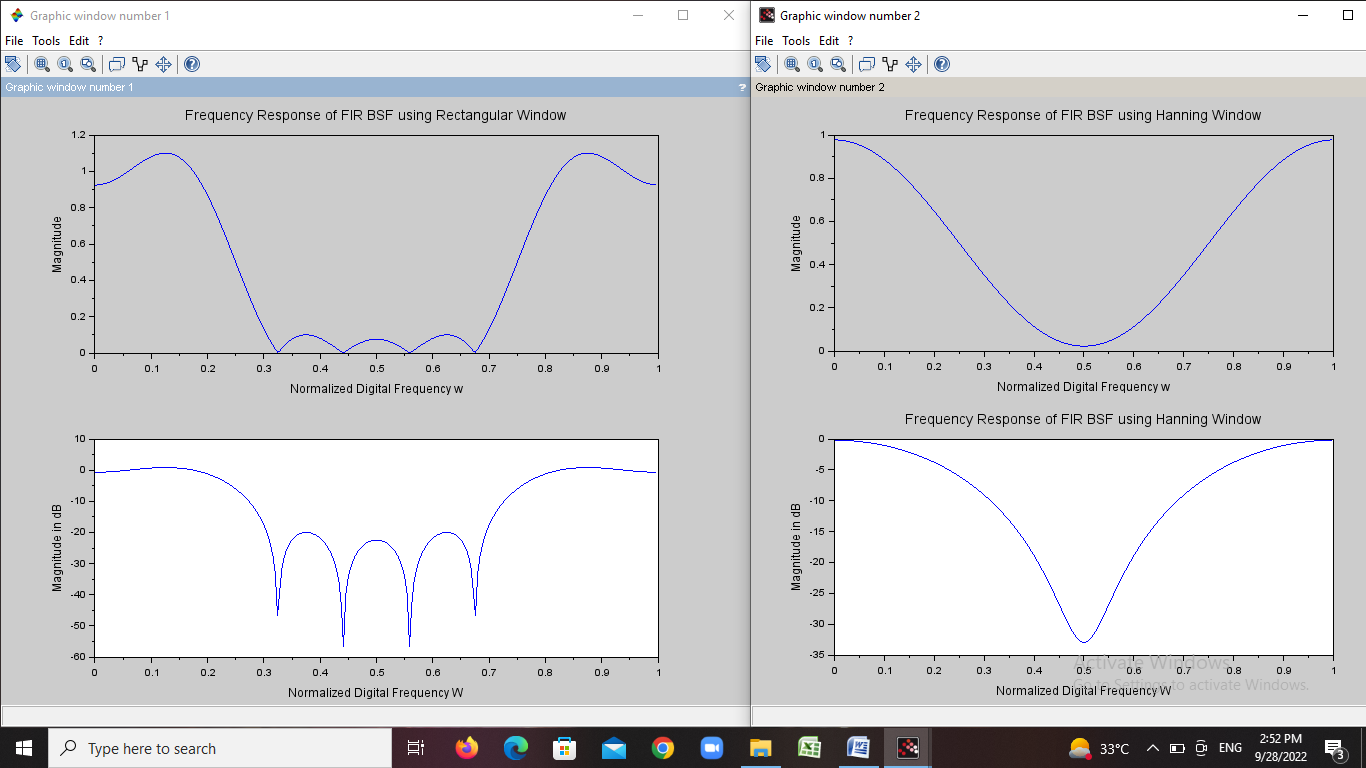 Graphic window number 1
File Tools Edit ?
Graphic window number 1
?
Frequency Response of FIR BSF using Rectangular Window
1.2
1
0.8
0.6
0.4
0.2
0
Magnitude
0 0.1 0.2 0.3 0.4 0.5 0.6 0.7 0.8 0.9 1
Normalized Digital Frequency w
10
0
-10
-20
-30
-40
-50
-60
Magnitude in dB
0 0.1 0.2 0.3 0.4 0.5 0.6 0.7 0.8 0.9 1
Normalized Digital Frequency W
Graphic window number 2
File Tools Edit ?
Graphic window number 2
Frequency Response of FIR BSF using Hanning Window
1
0.8
0.6
0.4
0.2
0
Magnitude
0 0.1 0.2 0.3 0.4 0.5 0.6 0.7 0.8 0.9 1
Normalized Digital Frequency w
Frequency Response of FIR BSF using Hanning Window
0
-5
-10
-15
-20
-25
-30
-35
Magnitude in dB
0 0.1 0.2 0.3 0.4 0.5 0.6 0.7 0.8 0.9 1
Normalized Digital Frequency W
Activate Windows
Go to Settings to activate Windows.
Type here to search
33°C
ENG
2:52 PM
9/28/2022
3